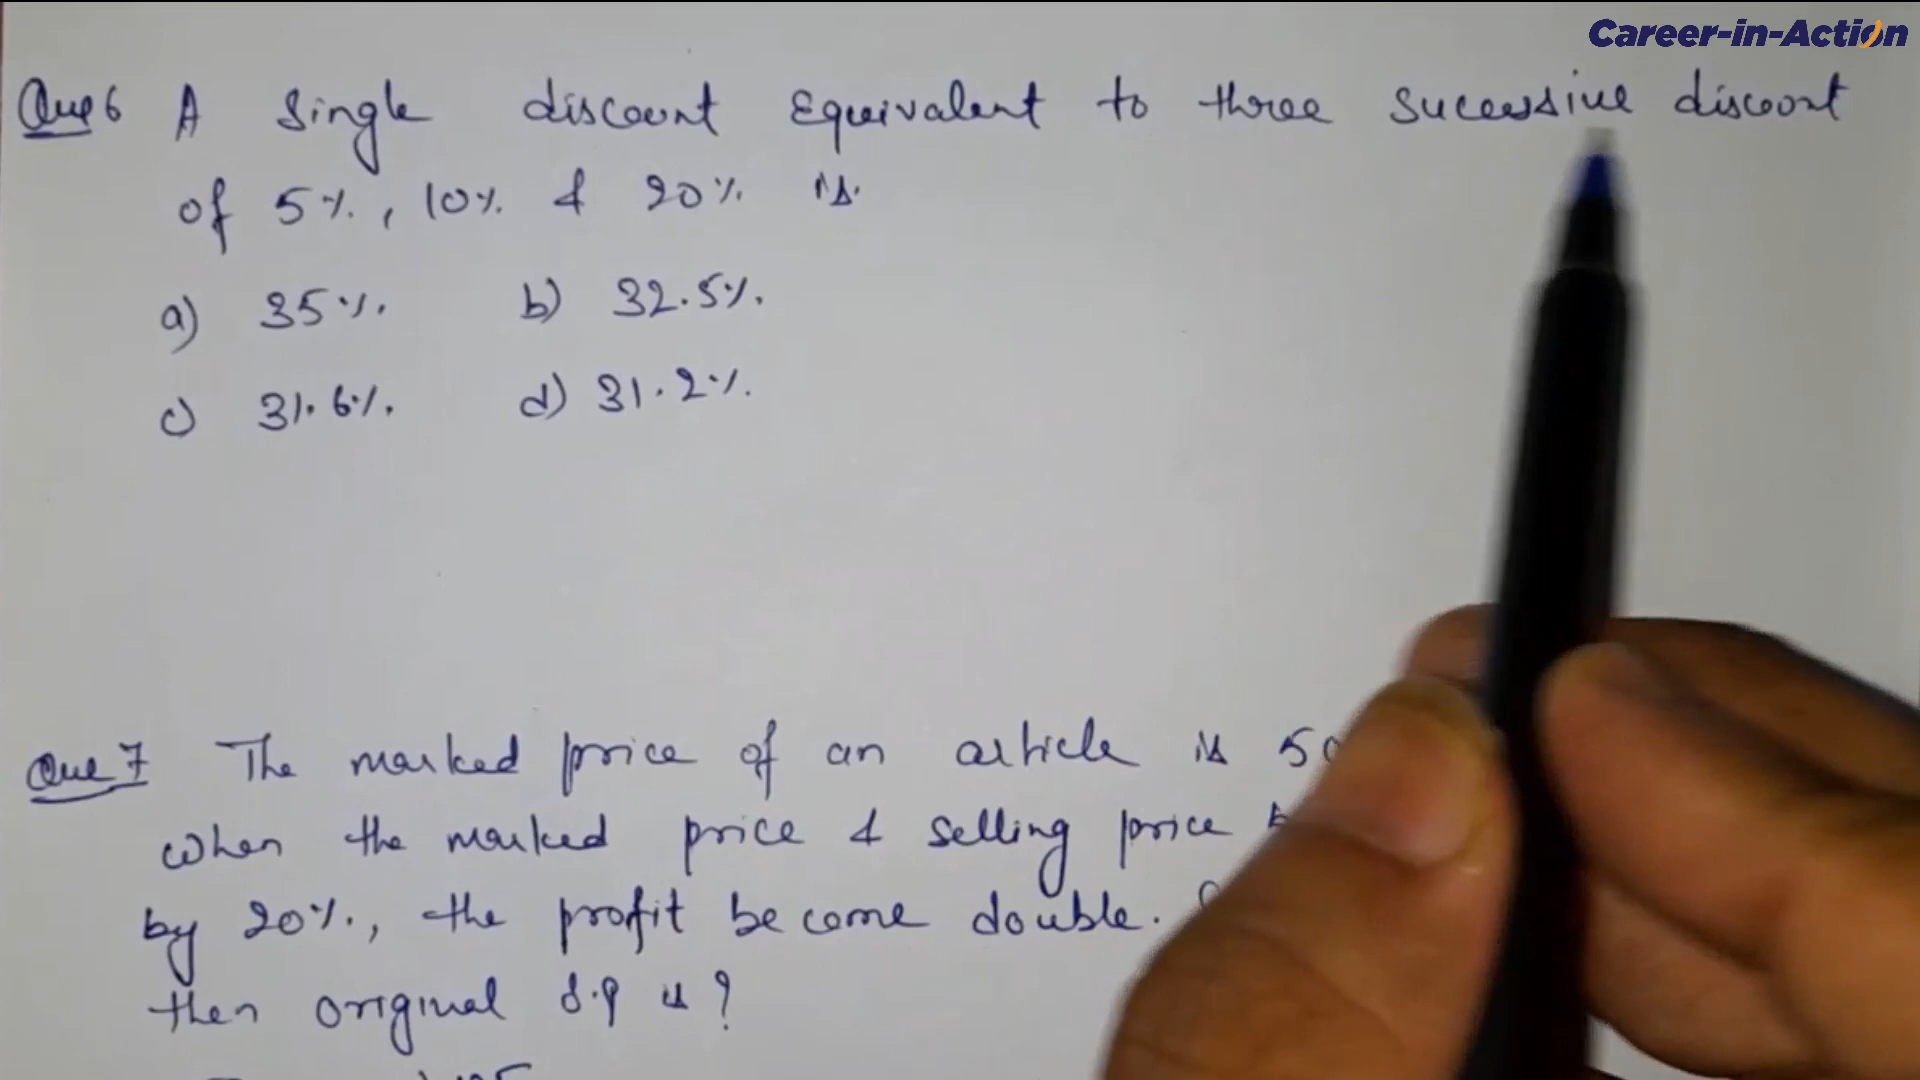 Career-in-Action
Que 6 A Single discount Equivalent to three sucessive discount
of 5%, 10% & 20% is.
a) 35%. b) 32.5%.
c) 31.6%. d) 31.2%.
Que 7 The marked price of an article is
when the marked price & selling price
by 20%., the profit become double.
then original S.P is?